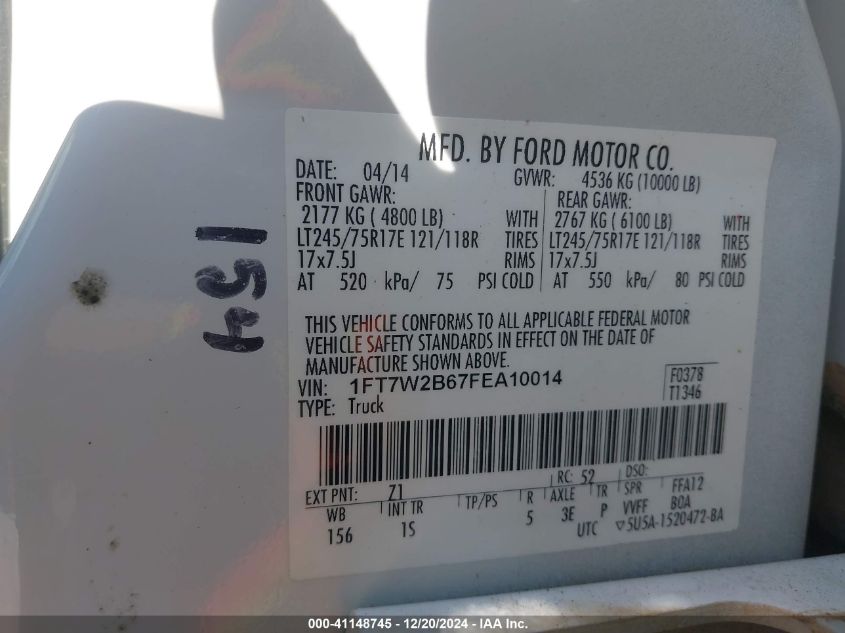 MFD. BY FORD MOTOR CO.
DATE: 04/14 GVWR: 4536 KG (10000 LB)
FRONT GAWR: REAR GAWR:
2177 KG ( 4800 LB) WITH 2767 KG ( 6100 LB) WITH
LT245/75R17E 121/118R TIRES LT245/75R17E 121/118R TIRES
17x7.5J RIMS 17x7.5J RIMS
AT 520 kPa/ 75 PSI COLD AT 550 kPa/ 80 PSI COLD
THIS VEHICLE CONFORMS TO ALL APPLICABLE FEDERAL MOTOR
VEHICLE SAFETY STANDARDS IN EFFECT ON THE DATE OF
MANUFACTURE SHOWN ABOVE.
VIN: 1FT7W2B67FEA10014 F0378
TYPE: Truck T1346
EXT PNT: Z1 RC: 52 DSO:
WB INT TR TP/PS R AXLE TR SPR FFA12
156 1S 5 3E P VVFF B0A
UTC ▽5U5A-1520472-BA
154
000-41148745 - 12/20/2024 - IAA Inc.